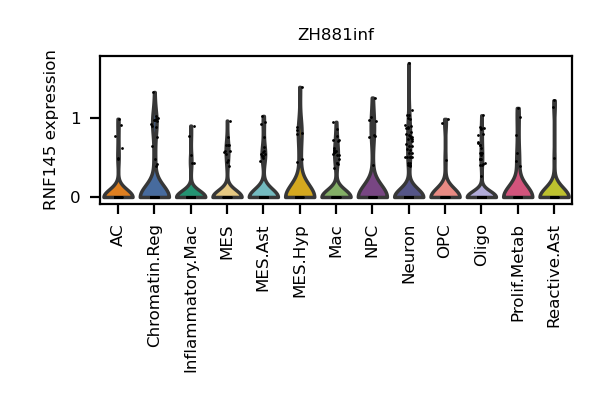 ZH881inf
RNF145 expression
1
0
AC
Chromatin.Reg
Inflammatory.Mac
MES
MES.Ast
MES.Hyp
Mac
NPC
Neuron
OPC
Oligo
Prolif.Metab
Reactive.Ast